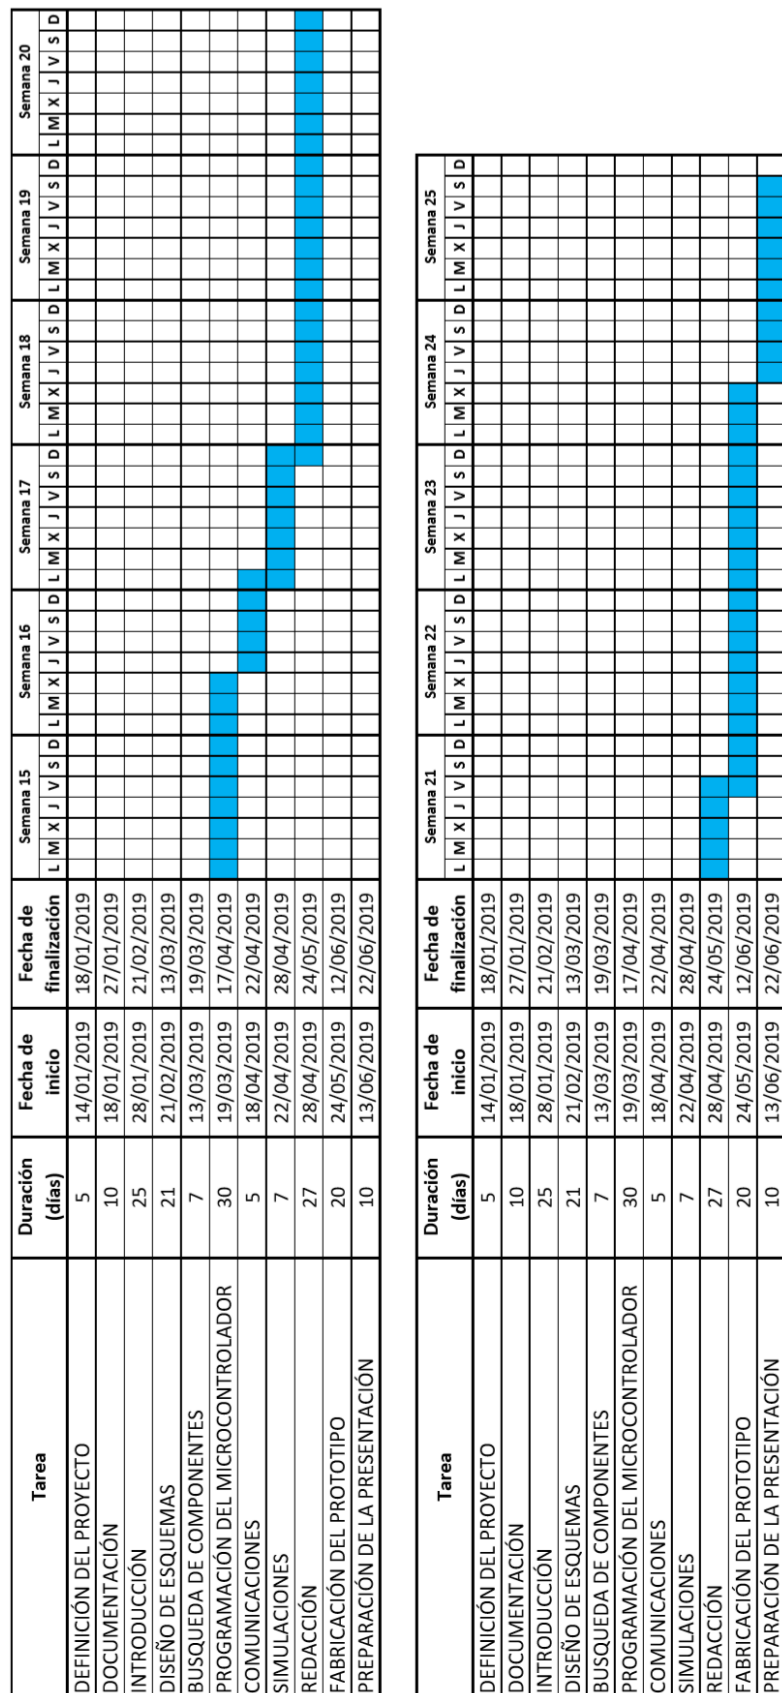 Tarea Duración (días) Fecha de inicio Fecha de finalización Semana 15 Semana 16 Semana 17 Semana 18 Semana 19 Semana 20
L M X J V S D L M X J V S D L M X J V S D L M X J V S D L M X J V S D L M X J V S D
DEFINICIÓN DEL PROYECTO 5 14/01/2019 18/01/2019
DOCUMENTACIÓN 10 18/01/2019 27/01/2019
INTRODUCCIÓN 25 28/01/2019 21/02/2019
DISEÑO DE ESQUEMAS 21 21/02/2019 13/03/2019
BUSQUEDA DE COMPONENTES 7 13/03/2019 19/03/2019
PROGRAMACIÓN DEL MICROCONTROLADOR 30 19/03/2019 17/04/2019
COMUNICACIONES 5 18/04/2019 22/04/2019
SIMULACIONES 7 22/04/2019 28/04/2019
REDACCIÓN 27 28/04/2019 24/05/2019
FABRICACIÓN DEL PROTOTIPO 20 24/05/2019 12/06/2019
PREPARACIÓN DE LA PRESENTACIÓN 10 13/06/2019 22/06/2019
Tarea Duración (días) Fecha de inicio Fecha de finalización Semana 21 Semana 22 Semana 23 Semana 24 Semana 25
L M X J V S D L M X J V S D L M X J V S D L M X J V S D L M X J V S D
DEFINICIÓN DEL PROYECTO 5 14/01/2019 18/01/2019
DOCUMENTACIÓN 10 18/01/2019 27/01/2019
INTRODUCCIÓN 25 28/01/2019 21/02/2019
DISEÑO DE ESQUEMAS 21 21/02/2019 13/03/2019
BUSQUEDA DE COMPONENTES 7 13/03/2019 19/03/2019
PROGRAMACIÓN DEL MICROCONTROLADOR 30 19/03/2019 17/04/2019
COMUNICACIONES 5 18/04/2019 22/04/2019
SIMULACIONES 7 22/04/2019 28/04/2019
REDACCIÓN 27 28/04/2019 24/05/2019
FABRICACIÓN DEL PROTOTIPO 20 24/05/2019 12/06/2019
PREPARACIÓN DE LA PRESENTACIÓN 10 13/06/2019 22/06/2019